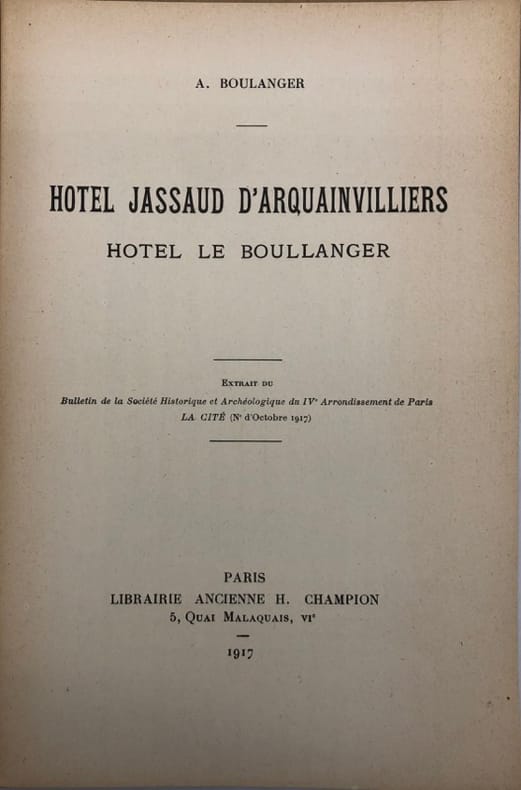 A. BOULANGER
HOTEL JASSAUD D'ARQUAINVILLIERS
HOTEL LE BOULLANGER
EXTRAIT DU
Bulletin de la Société Historique et Archéologique du IVᵉ Arrondissement de Paris
LA CITÉ (Nº d'Octobre 1917)
PARIS
LIBRAIRIE ANCIENNE H. CHAMPION
5, QUAI MALAQUAIS, VIᵉ
1917